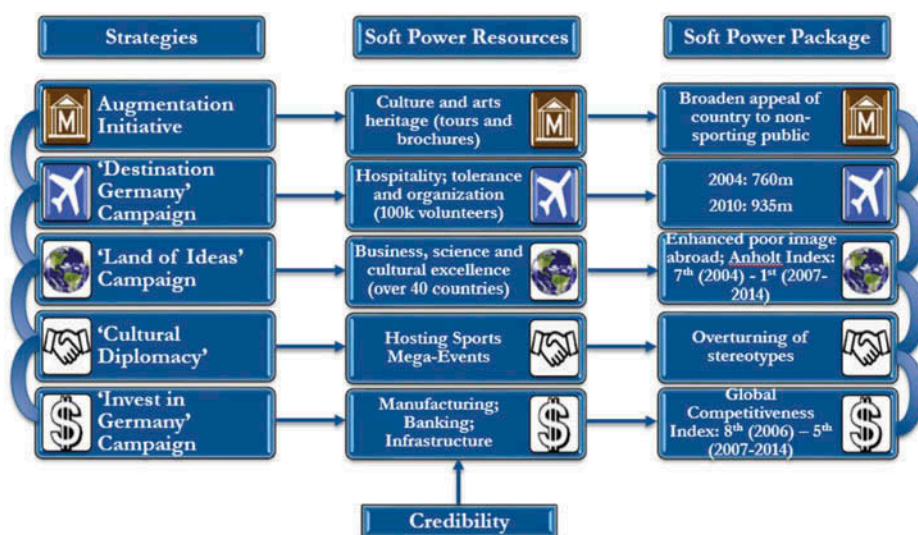 Strategies
Soft Power Resources
Soft Power Package
M
Augmentation
Initiative
Culture and arts
heritage (tours and
brochures)
M
Broaden appeal of
country to non-
sporting public
M
'Destination
Germany'
Campaign
Hospitality; tolerance
and organization
(100k volunteers)
2004: 760m
2010: 935m
'Land of Ideas'
Campaign
Business, science and
cultural excellence
(over 40 countries)
Enhanced poor image
abroad; Anholt Index:
7th (2004) - 1st (2007-
2014)
'Cultural
Diplomacy'
Hosting Sports
Mega-Events
Overturning of
stereotypes
$
'Invest in
Germany'
Campaign
Manufacturing;
Banking;
Infrastructure
$
Global
Competitiveness
Index: 8th (2006) – 5th
(2007-2014)
$
Credibility